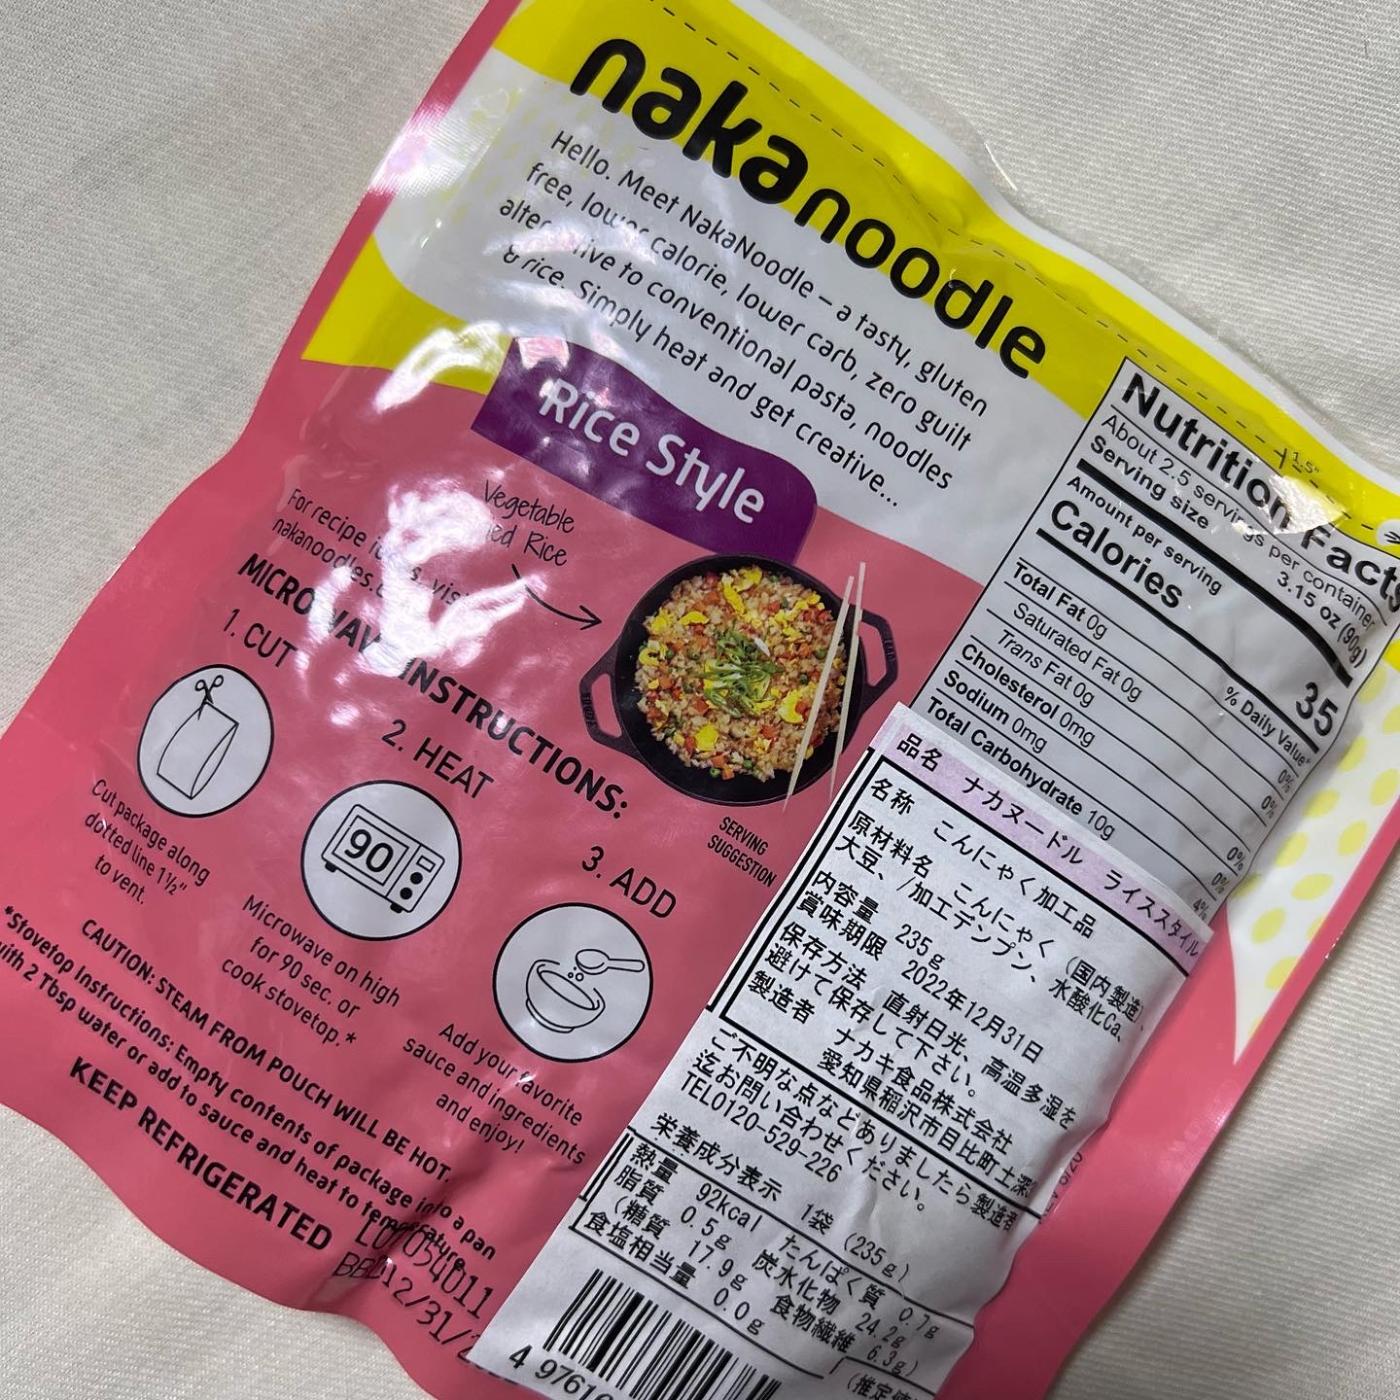 nakanoodle
Hello. Meet NakaNoodle – a tasty, gluten
free, lower calorie, lower carb, zero guilt
to conventional pasta, noodles
& rice. Simply heat and get creative...
Rice Style
Vegetable
Rice
For recipe
MICROWAVE INSTRUCTIONS:
1. CUT
Cut package along
dotted line 1½"
to vent.
2. HEAT
90
Microwave on high
for 90 sec. or
cook stovetop.*
3. ADD
Add your favorite
sauce and ingredients
and enjoy!
SERVING
SUGGESTION
CAUTION: STEAM FROM POUCH WILL BE HOT.
*Stovetop Instructions: Empty contents of package into a pan
with 2 Tbsp water or add to sauce and heat to temperature.
KEEP REFRIGERATED
1.5"
Nutrition Facts
About 2.5 servings per container
Serving size 3.15 oz (90g)
Amount per serving
Calories 35
% Daily Value*
Total Fat 0g 0%
Saturated Fat 0g 0%
Trans Fat 0g
Cholesterol 0mg 0%
Sodium 0mg 0%
Total Carbohydrate 10g 4%
品名 ナカヌードル ライススタイル
名称 こんにゃく加工品
原材料名 こんにゃく(国内製造)、
大豆、/加工デンプン、水酸化Ca、
内容量 235g
賞味期限 2022年12月31日
保存方法 直射日光、高温多湿を
避けて保存して下さい。
製造者 ナカキ食品株式会社
愛知県稲沢市目比町土深
ご不明な点などありましたら製造者
迄お問い合わせください。
TEL0120-529-226
栄養成分表示 1袋(235g)
熱量 92kcal たんぱく質 0.7g
脂質 0.5g 炭水化物 24.2g
(糖質 17.9g 食物繊維 6.3g)
食塩相当量 0.0g
4 9761